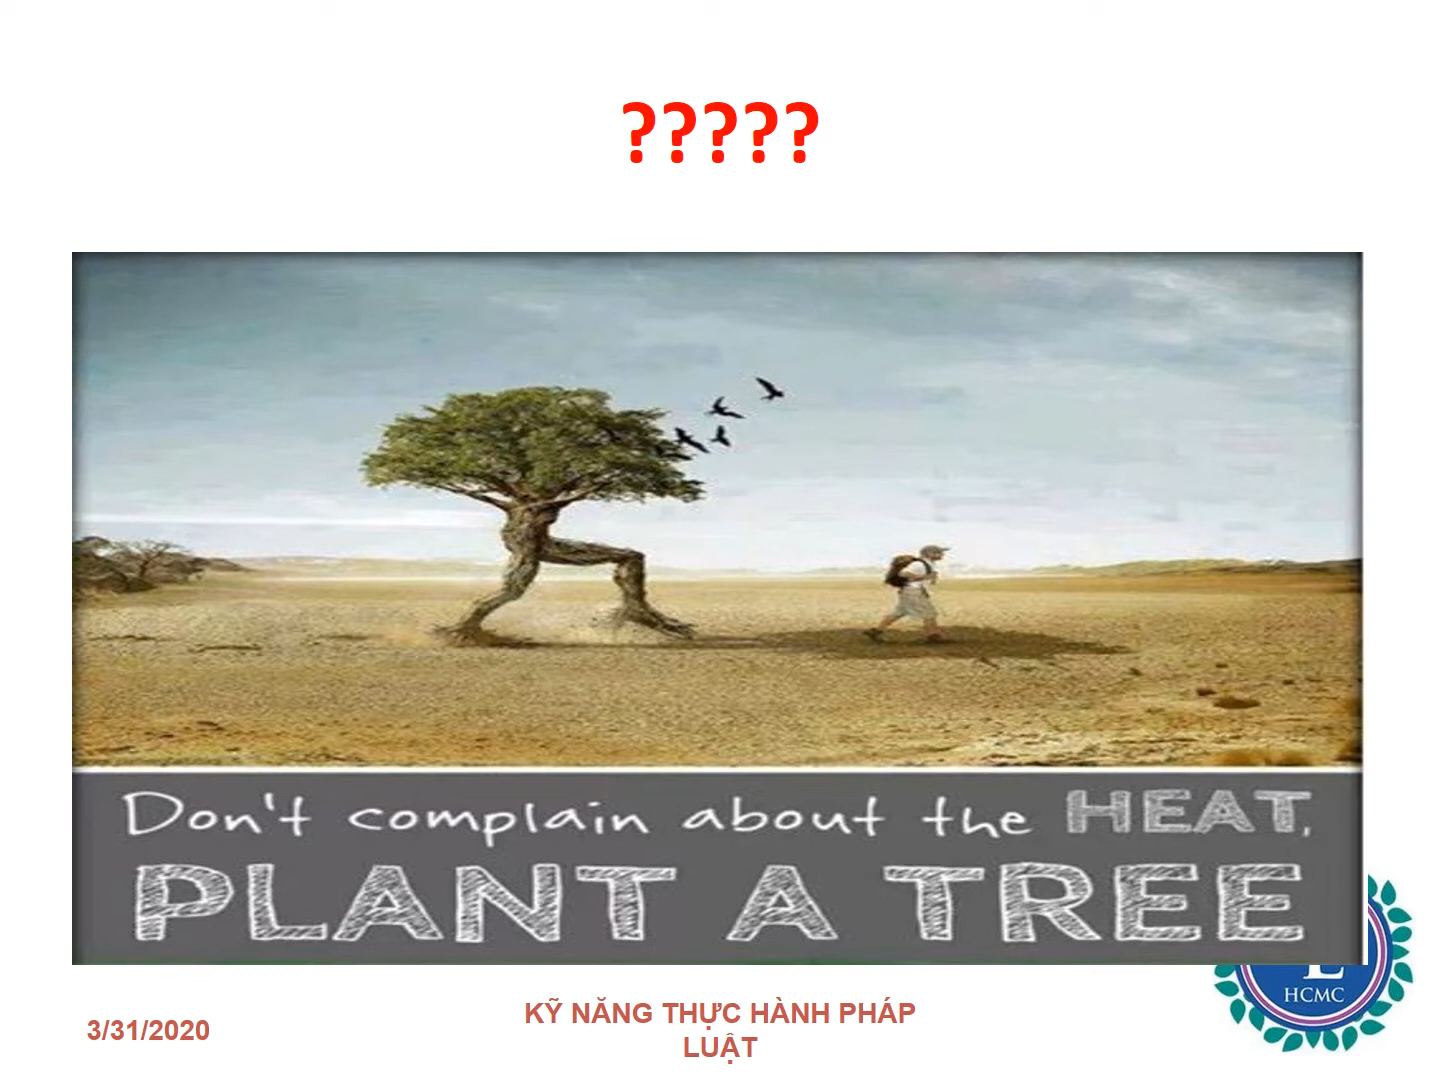 ?????
Don't complain about the HEAT,
PLANT A TREE
L
HCMC
3/31/2020
KỸ NĂNG THỰC HÀNH PHÁP
LUẬT